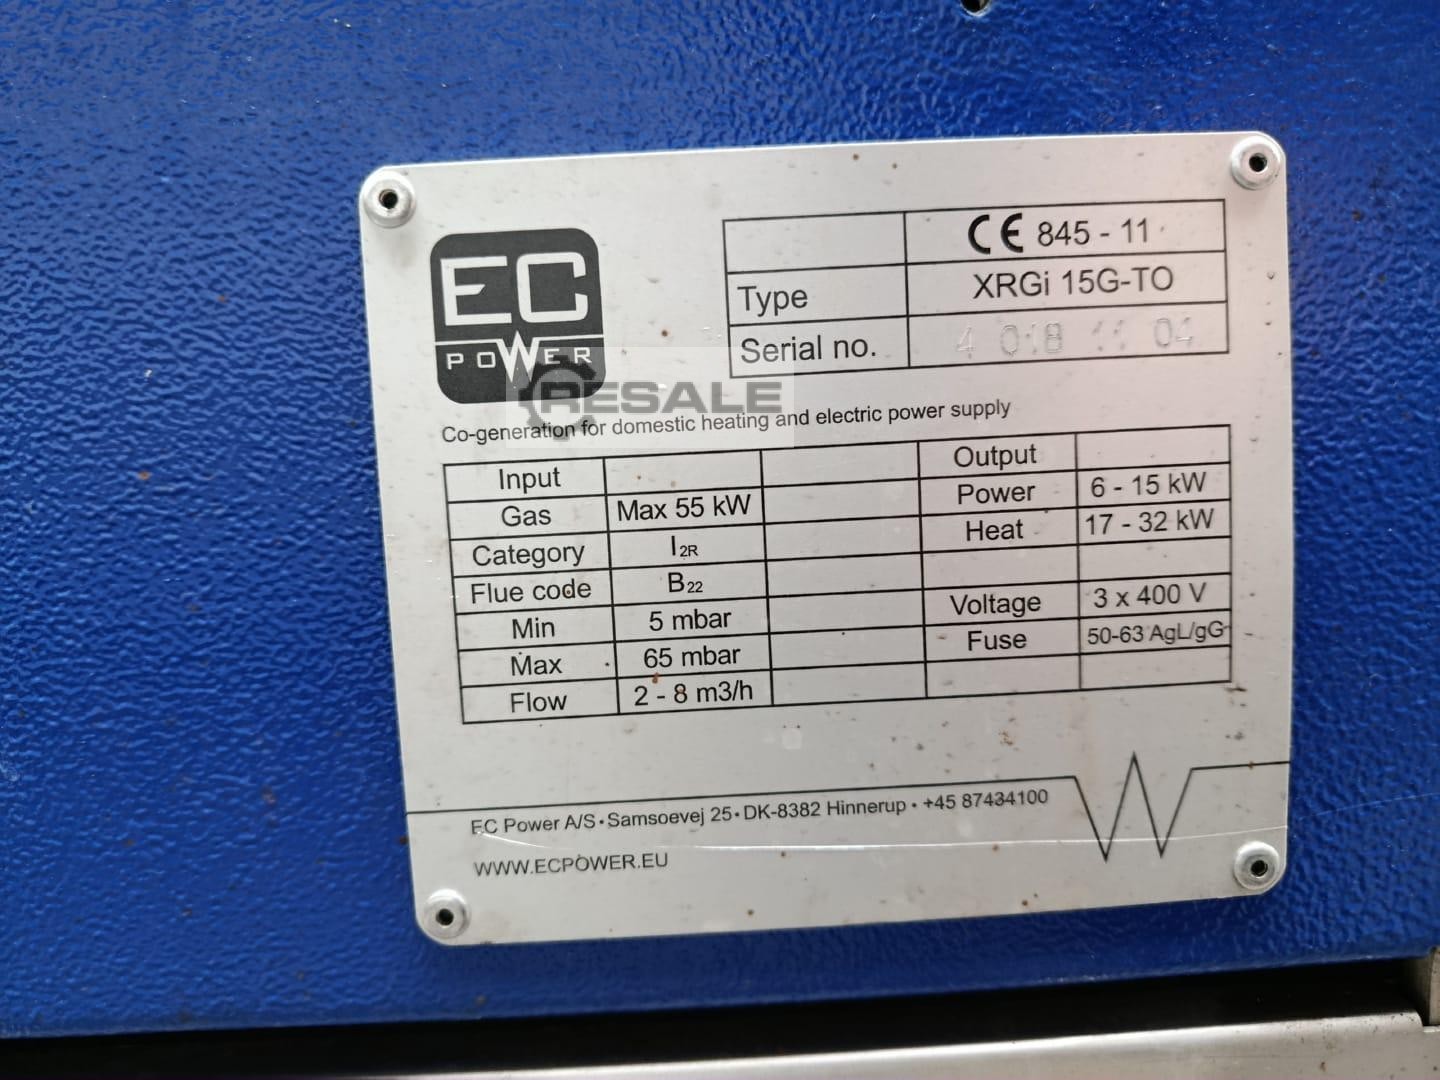 EC
POWER
CE 845 - 11
Type XRGi 15G-TO
Serial no. 4 018 11 04
RESALE
Co-generation for domestic heating and electric power supply
Input Output
Gas Max 55 kW Power 6 - 15 kW
Category I2R Heat 17 - 32 kW
Flue code B22
Min 5 mbar Voltage 3 x 400 V
Max 65 mbar Fuse 50-63 AgL/gG
Flow 2 - 8 m3/h
EC Power A/S • Samsoevej 25 • DK-8382 Hinnerup • +45 87434100
WWW.ECPOWER.EU